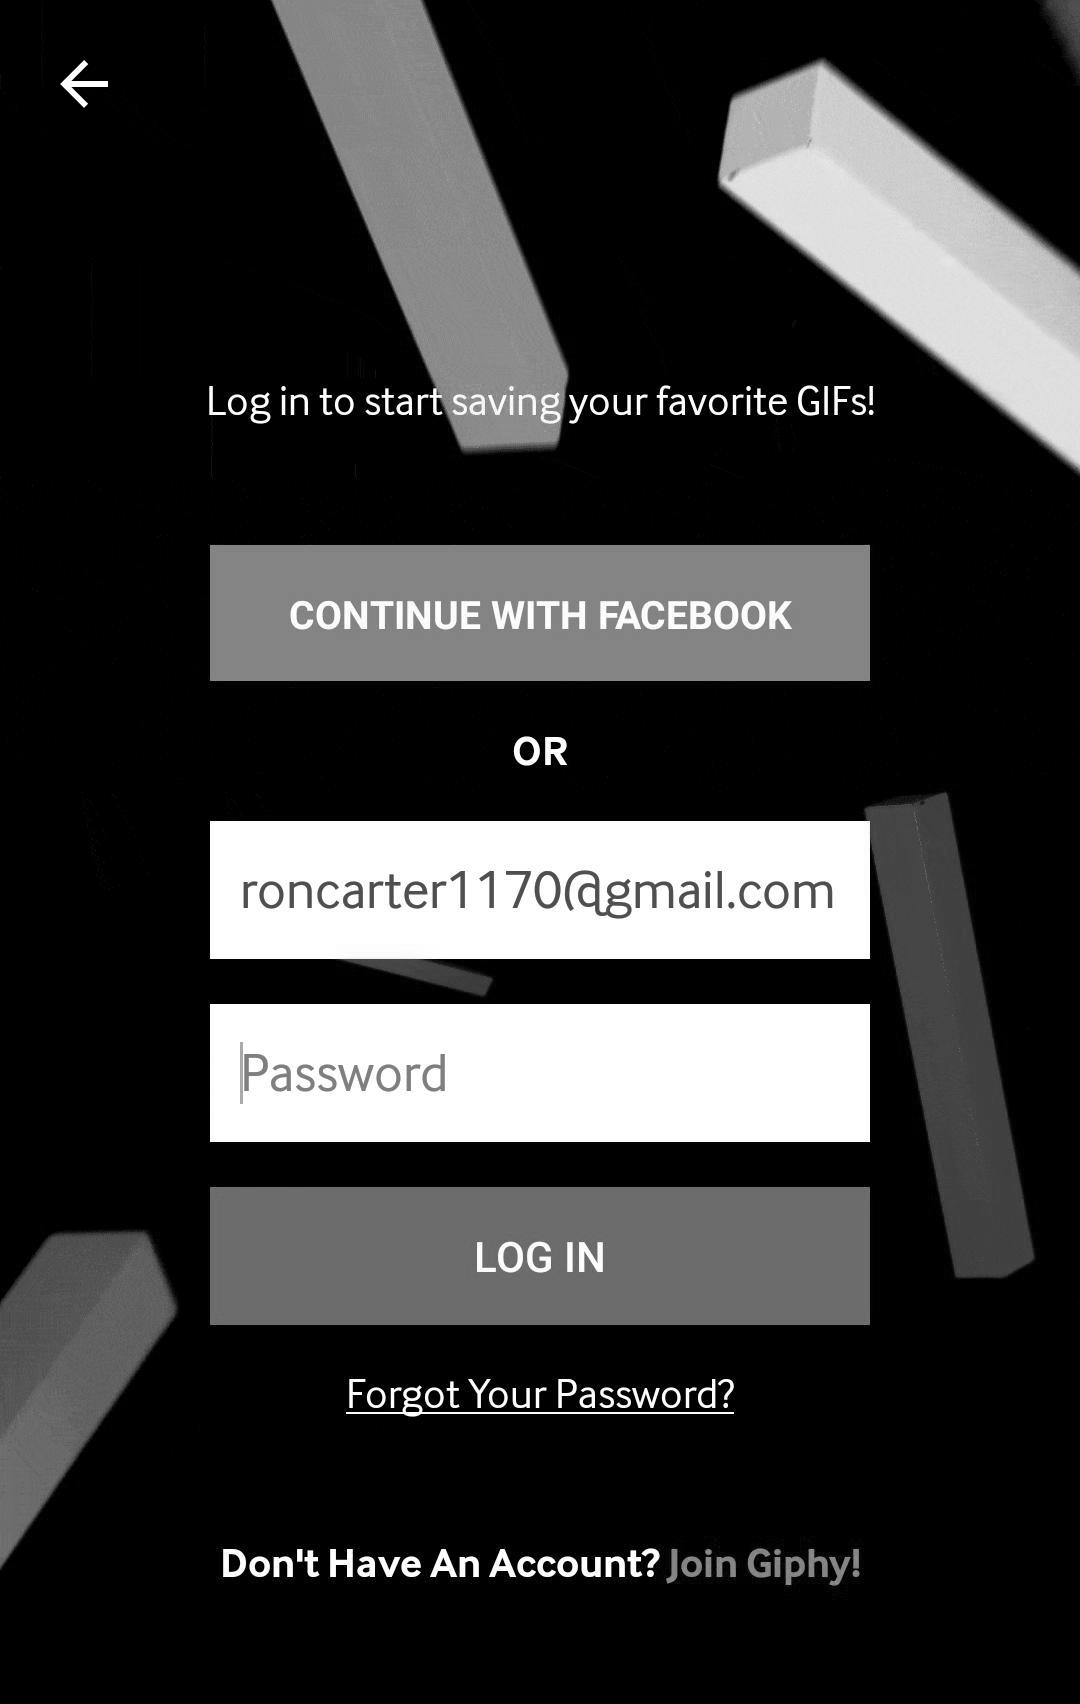 Log in to start saving your favorite GIFs!
CONTINUE WITH FACEBOOK
OR
roncarter1170@gmail.com
Password
LOG IN
Forgot Your Password?
Don't Have An Account? Join Giphy!